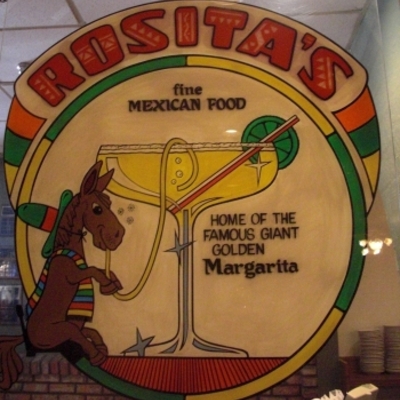 ROSITA'S
fine
MEXICAN FOOD
HOME OF THE
FAMOUS GIANT
GOLDEN
Margarita